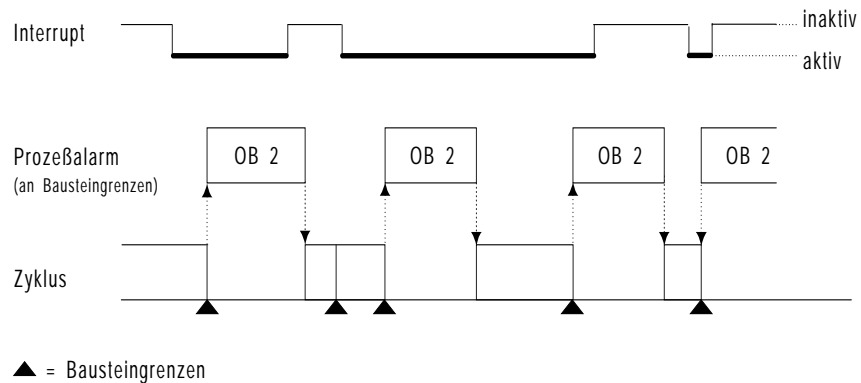 Interrupt
inaktiv
aktiv
Prozeßalarm
(an Bausteingrenzen)
OB 2
OB 2
OB 2
OB 2
Zyklus
= Bausteingrenzen